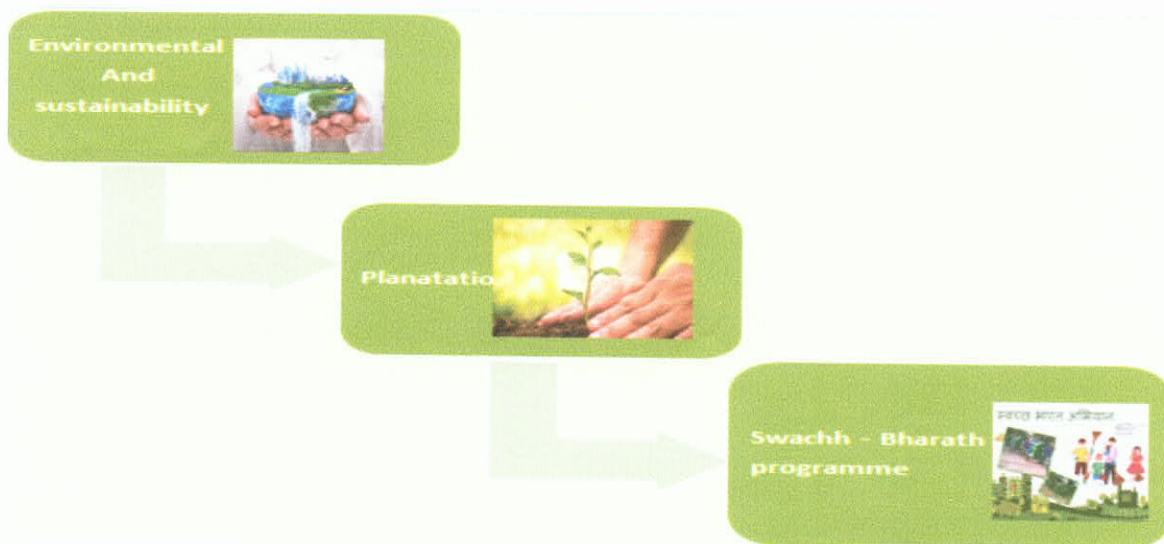 Environmental
And
sustainability
Planatatio
Swachh - Bharath
programme
स्वच्छ भारत अभियान